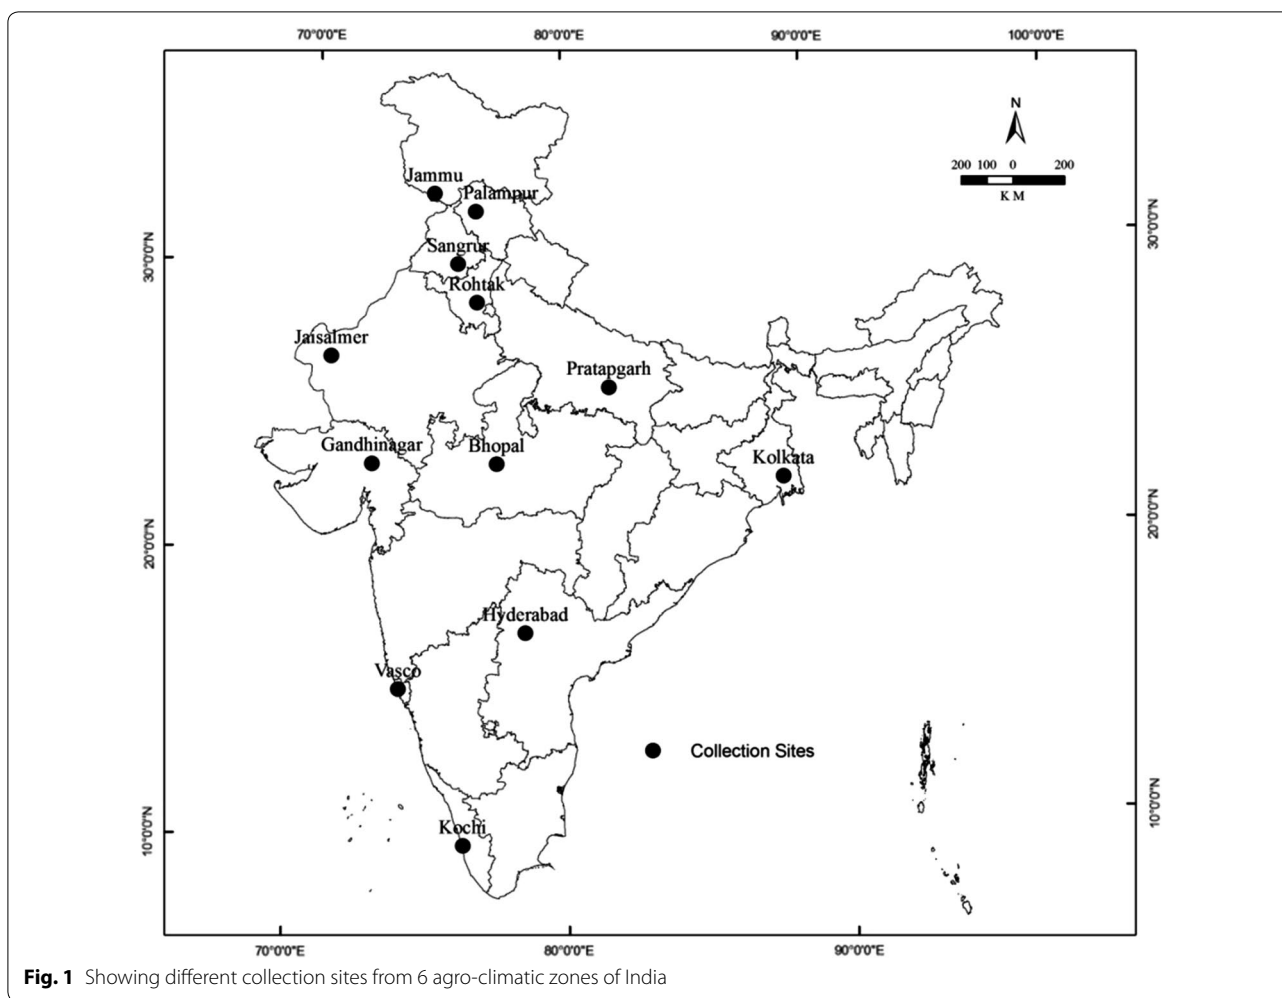 70°0'0"E 80°0'0"E 90°0'0"E 100°0'0"E
N
200 100 0 200
K M
Jammu
Palampur
30°0'0"N
Sangrur
30°0'0"N
Rohtak
Jaisalmer
Pratapgarh
Gandhinagar
Bhopal
Kolkata
20°0'0"N
20°0'0"N
Hyderabad
Vasco
Collection Sites
10°0'0"N
Kochi
10°0'0"N
70°0'0"E 80°0'0"E 90°0'0"E
Fig. 1 Showing different collection sites from 6 agro-climatic zones of India